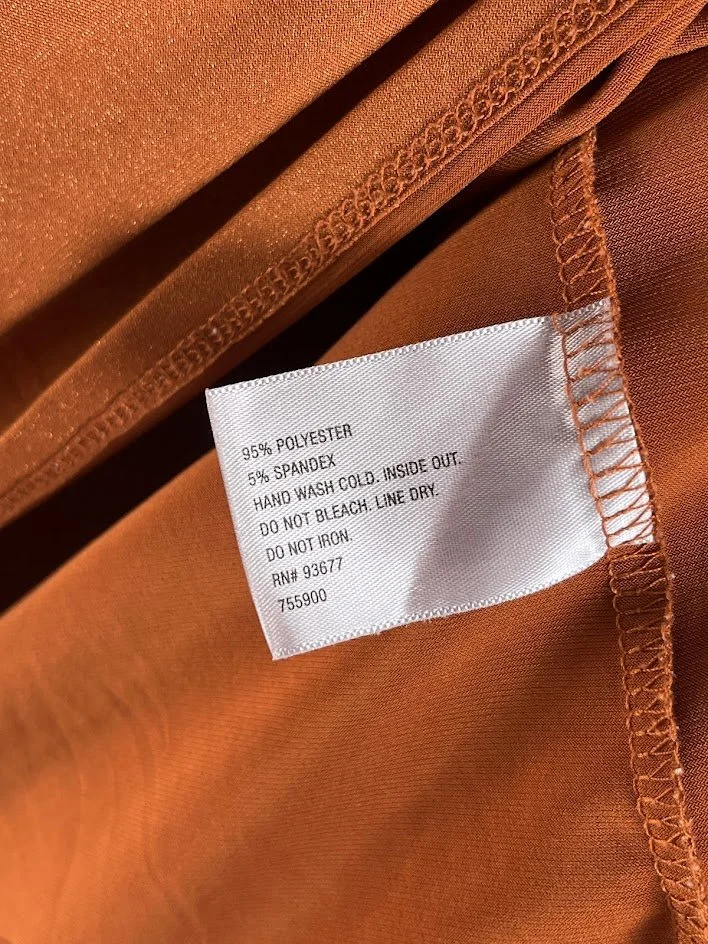 95% POLYESTER
5% SPANDEX
HAND WASH COLD. INSIDE OUT.
DO NOT BLEACH. LINE DRY.
DO NOT IRON.
RN# 93677
755900